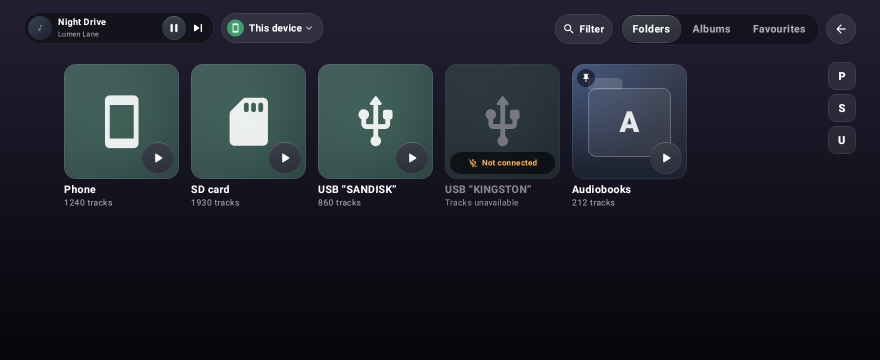 Night Drive
Lumen Lane
This device
Filter
Folders
Albums
Favourites
P
S
U
A
Not connected
Phone
1240 tracks
SD card
1930 tracks
USB “SANDISK”
860 tracks
USB “KINGSTON”
Tracks unavailable
Audiobooks
212 tracks